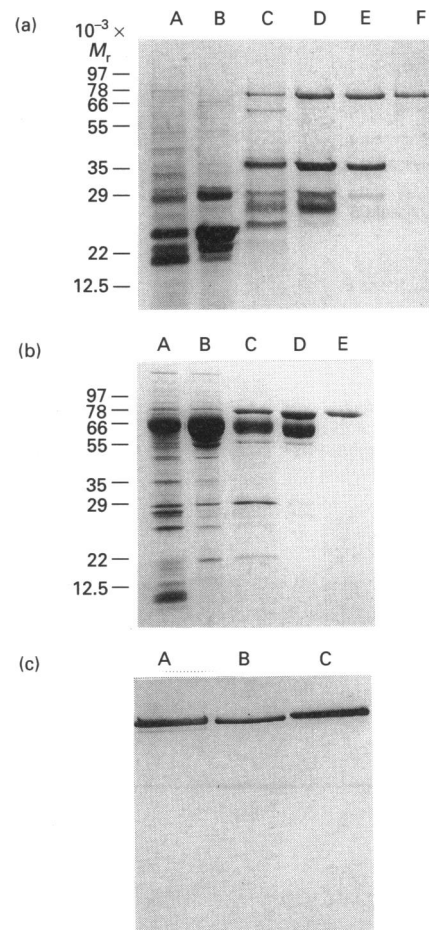 (a)
10⁻³ ×
Mᵣ
A B C D E F
97 —
78 —
66 —
55 —
35 —
29 —
22 —
12.5 —
(b)
A B C D E
97 —
78 —
66 —
55 —
35 —
29 —
22 —
12.5 —
(c)
A B C